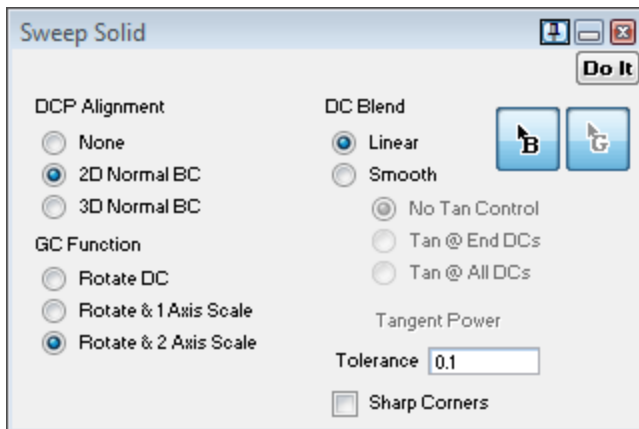 Sweep Solid
Do It
DCP Alignment
None
2D Normal BC
3D Normal BC
GC Function
Rotate DC
Rotate & 1 Axis Scale
Rotate & 2 Axis Scale
DC Blend
Linear
Smooth
No Tan Control
Tan @ End DCs
Tan @ All DCs
Tangent Power
Tolerance 0.1
Sharp Corners
B
G